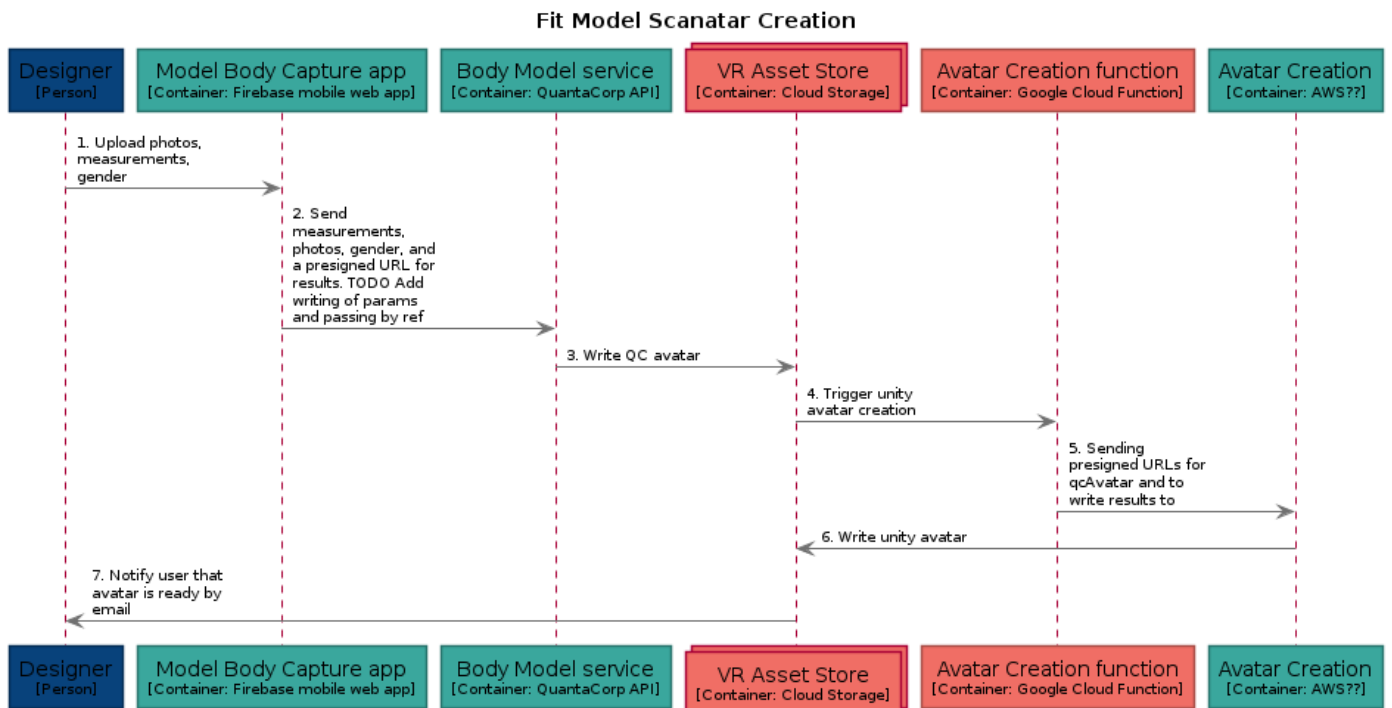 Fit Model Scanatar Creation
Designer
[Person]
Model Body Capture app
[Container: Firebase mobile web app]
Body Model service
[Container: QuantaCorp API]
VR Asset Store
[Container: Cloud Storage]
Avatar Creation function
[Container: Google Cloud Function]
Avatar Creation
[Container: AWS??]
1. Upload photos,
measurements,
gender
2. Send
measurements,
photos, gender, and
a presigned URL for
results. TODO Add
writing of params
and passing by ref
3. Write QC avatar
4. Trigger unity
avatar creation
5. Sending
presigned URLs for
qcAvatar and to
write results to
6. Write unity avatar
7. Notify user that
avatar is ready by
email
Designer
[Person]
Model Body Capture app
[Container: Firebase mobile web app]
Body Model service
[Container: QuantaCorp API]
VR Asset Store
[Container: Cloud Storage]
Avatar Creation function
[Container: Google Cloud Function]
Avatar Creation
[Container: AWS??]